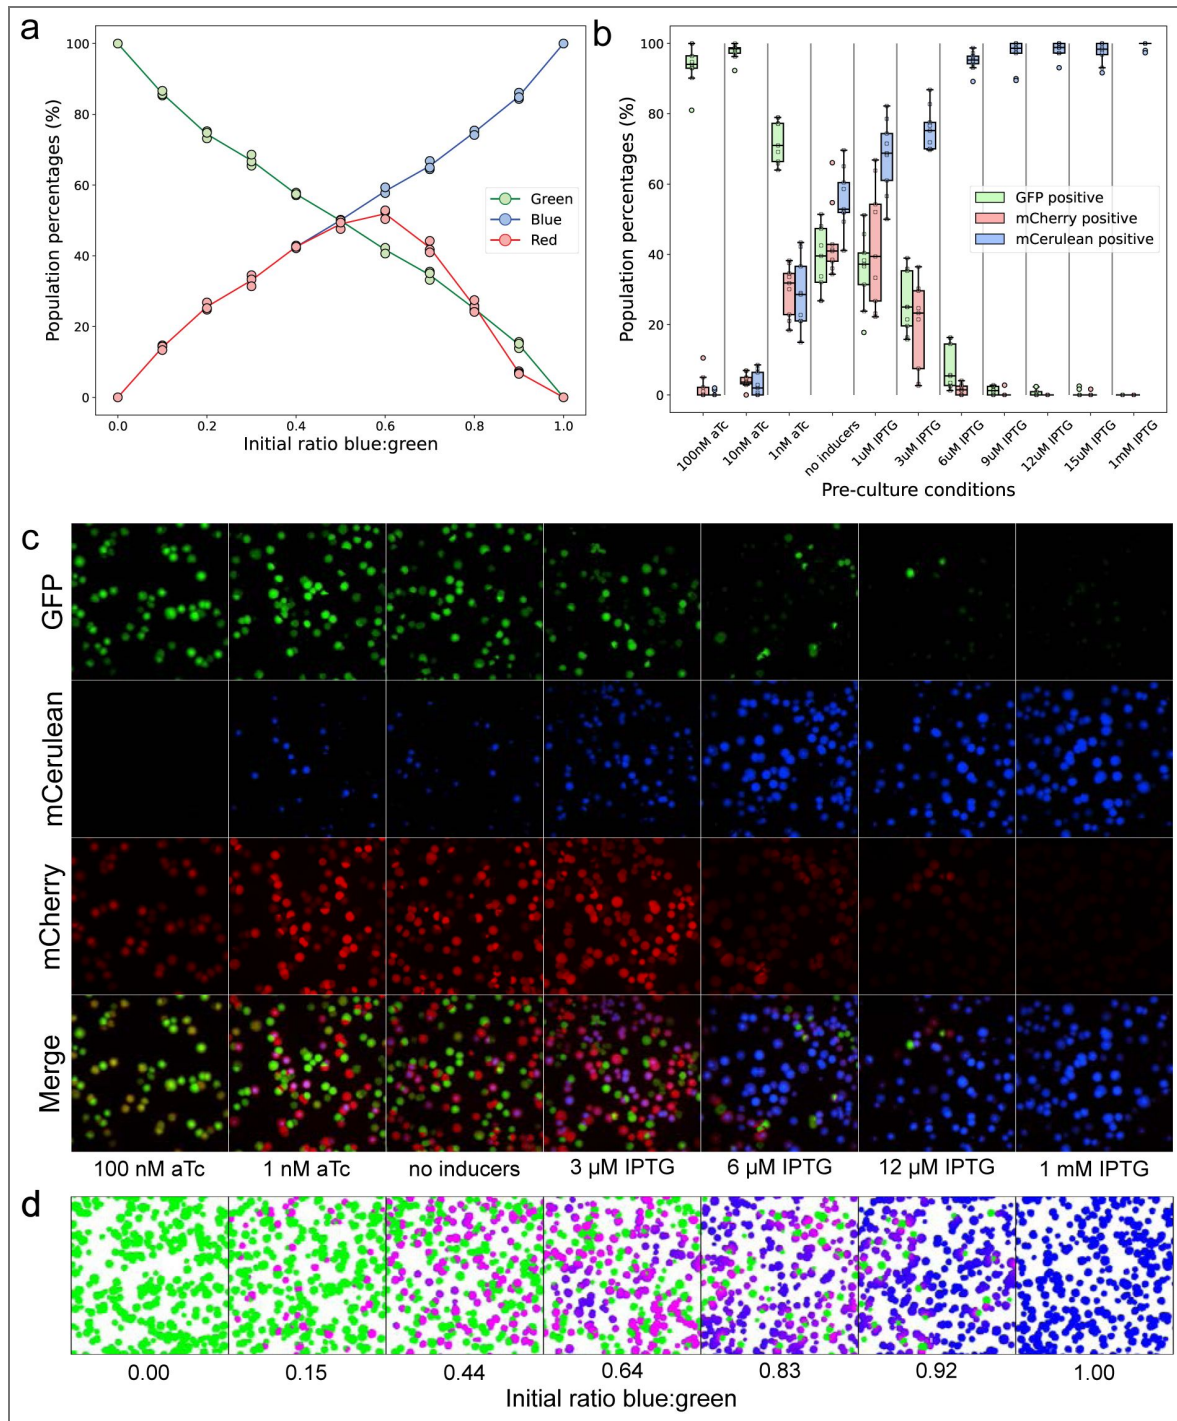 a
Population percentages (%)
100
80
60
40
20
0
0.0 0.2 0.4 0.6 0.8 1.0
Initial ratio blue:green
Green
Blue
Red
b
Population percentages (%)
100
80
60
40
20
0
GFP positive
mCherry positive
mCerulean positive
100nM aTc
10nM aTc
1nM aTc
no inducers
1uM IPTG
3uM IPTG
6uM IPTG
9uM IPTG
12uM IPTG
15uM IPTG
1mM IPTG
Pre-culture conditions
c
GFP
mCerulean
mCherry
Merge
100 nM aTc 1 nM aTc no inducers 3 μM IPTG 6 μM IPTG 12 μM IPTG 1 mM IPTG
d
0.00 0.15 0.44 0.64 0.83 0.92 1.00
Initial ratio blue:green